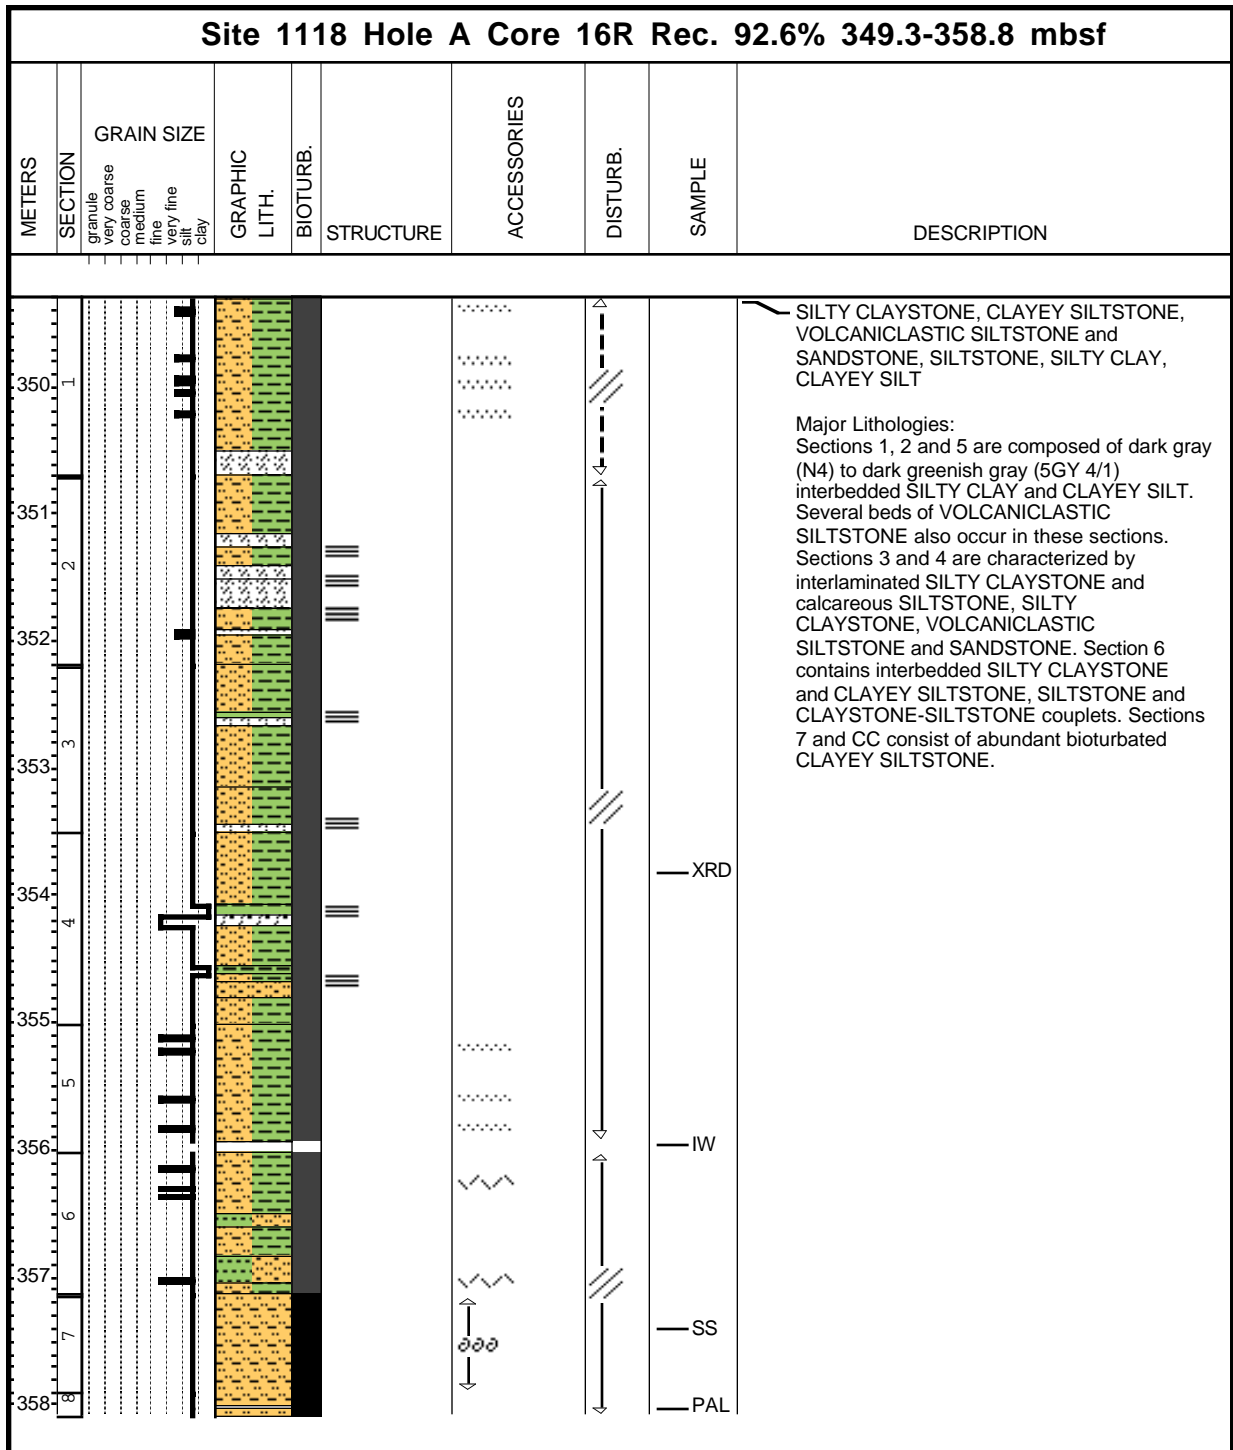 Site 1118 Hole A Core 16R Rec. 92.6% 349.3-358.8 mbsf
METERS
SECTION
GRAIN SIZE
granule
very coarse
coarse
medium
fine
very fine
silt
clay
GRAPHIC
LITH.
BIOTURB.
STRUCTURE
ACCESSORIES
DISTURB.
SAMPLE
DESCRIPTION
350
351
352
353
354
355
356
357
358
1
2
3
4
5
6
7
8
XRD
IW
SS
PAL
SILTY CLAYSTONE, CLAYEY SILTSTONE,
VOLCANICLASTIC SILTSTONE and
SANDSTONE, SILTSTONE, SILTY CLAY,
CLAYEY SILT
Major Lithologies:
Sections 1, 2 and 5 are composed of dark gray
(N4) to dark greenish gray (5GY 4/1)
interbedded SILTY CLAY and CLAYEY SILT.
Several beds of VOLCANICLASTIC
SILTSTONE also occur in these sections.
Sections 3 and 4 are characterized by
interlaminated SILTY CLAYSTONE and
calcareous SILTSTONE, SILTY
CLAYSTONE, VOLCANICLASTIC
SILTSTONE and SANDSTONE. Section 6
contains interbedded SILTY CLAYSTONE
and CLAYEY SILTSTONE, SILTSTONE and
CLAYSTONE-SILTSTONE couplets. Sections
7 and CC consist of abundant bioturbated
CLAYEY SILTSTONE.